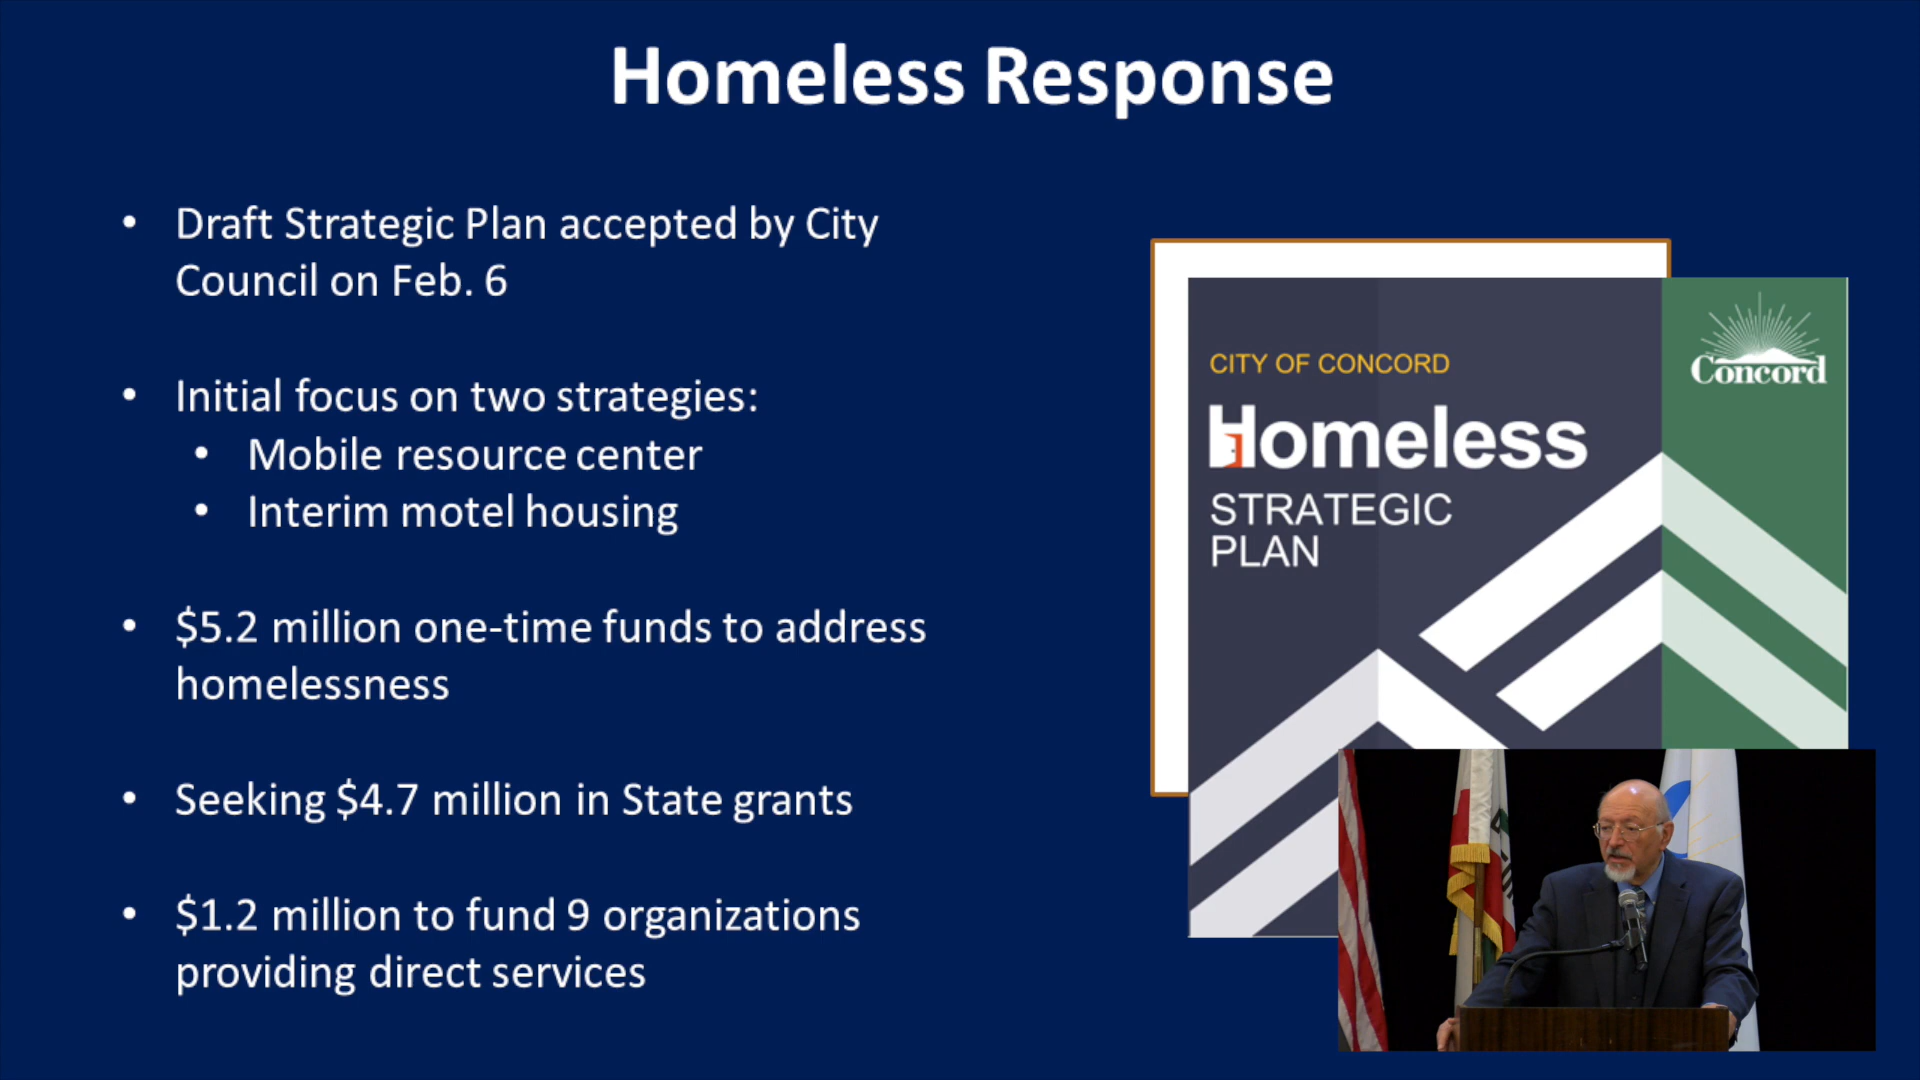 Homeless Response
• Draft Strategic Plan accepted by City
Council on Feb. 6
• Initial focus on two strategies:
• Mobile resource center
• Interim motel housing
• $5.2 million one-time funds to address
homelessness
• Seeking $4.7 million in State grants
• $1.2 million to fund 9 organizations
providing direct services
CITY OF CONCORD
Homeless
STRATEGIC
PLAN
Concord